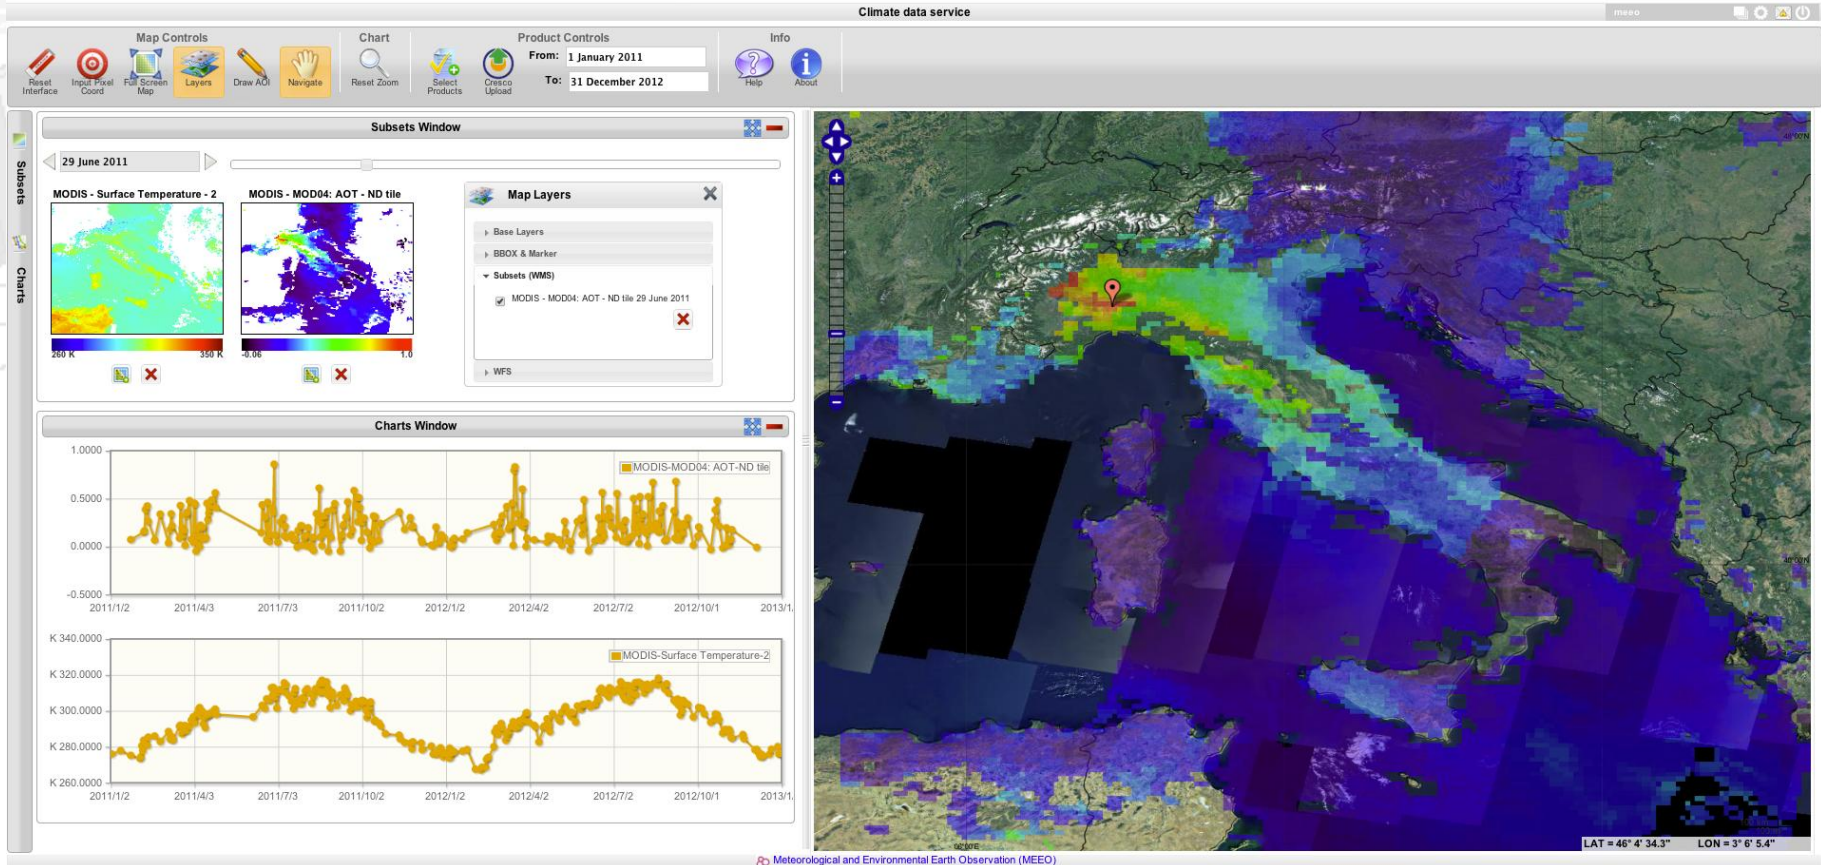 Climate data service
meeo
Map Controls
Chart
Product Controls
Info
Reset Interface
Input Pixel Coord
Full Screen Map
Layers
Draw AOI
Navigate
Reset Zoom
Select Products
Cresco Upload
From: 1 January 2011
To: 31 December 2012
Help
About
Subsets
Charts
Subsets Window
29 June 2011
MODIS - Surface Temperature - 2
260 K 350 K
MODIS - MOD04: AOT - ND tile
-0.06 1.0
Map Layers
Base Layers
BBOX & Marker
Subsets (WMS)
MODIS - MOD04: AOT - ND tile 29 June 2011
WFS
Charts Window
1.0000
0.5000
0.0000
-0.5000
MODIS-MOD04: AOT-ND tile
2011/1/2 2011/4/3 2011/7/3 2011/10/2 2012/1/2 2012/4/2 2012/7/2 2012/10/1 2013/1/
K 340.0000
K 320.0000
K 300.0000
K 280.0000
K 260.0000
MODIS-Surface Temperature-2
2011/1/2 2011/4/3 2011/7/3 2011/10/2 2012/1/2 2012/4/2 2012/7/2 2012/10/1 2013/1/
LAT = 46° 4' 34.3" LON = 3° 6' 5.4"
Meteorological and Environmental Earth Observation (MEEO)